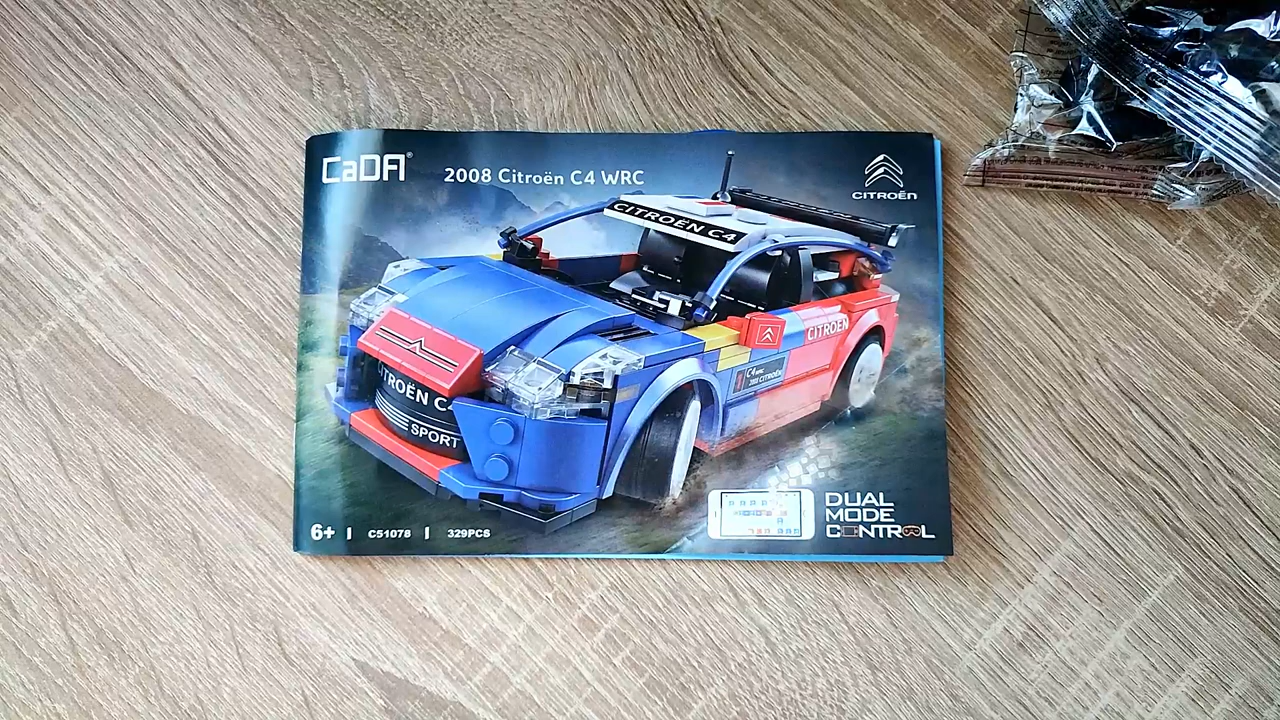 CaDA®
2008 Citroën C4 WRC
CITROËN
CITROËN C4
CITROËN
C4 WRC
2008 CITROËN
CITROËN C4
SPORT
6+ | C51078 | 329PCS
DUAL
MODE
CONTROL